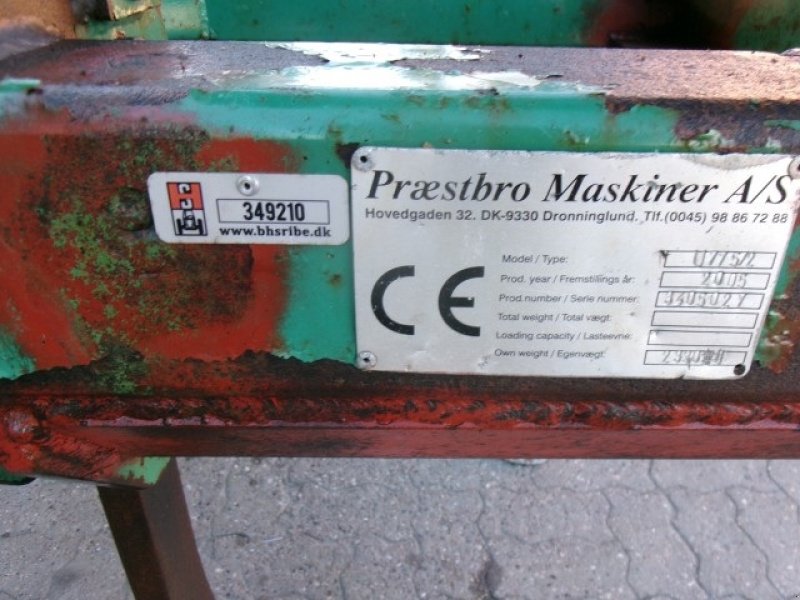 349210
www.bhsribe.dk
Præstbro Maskiner A/S
Hovedgaden 32. DK-9330 Dronninglund. Tlf.(0045) 98 86 72 88
CE
Model / Type:
Prod. year / Fremstillings år: 2005
Prod.number / Serie nummer:
Total weight / Total vægt:
Loading capacity / Lasteevne:
Own weight / Egenvægt: